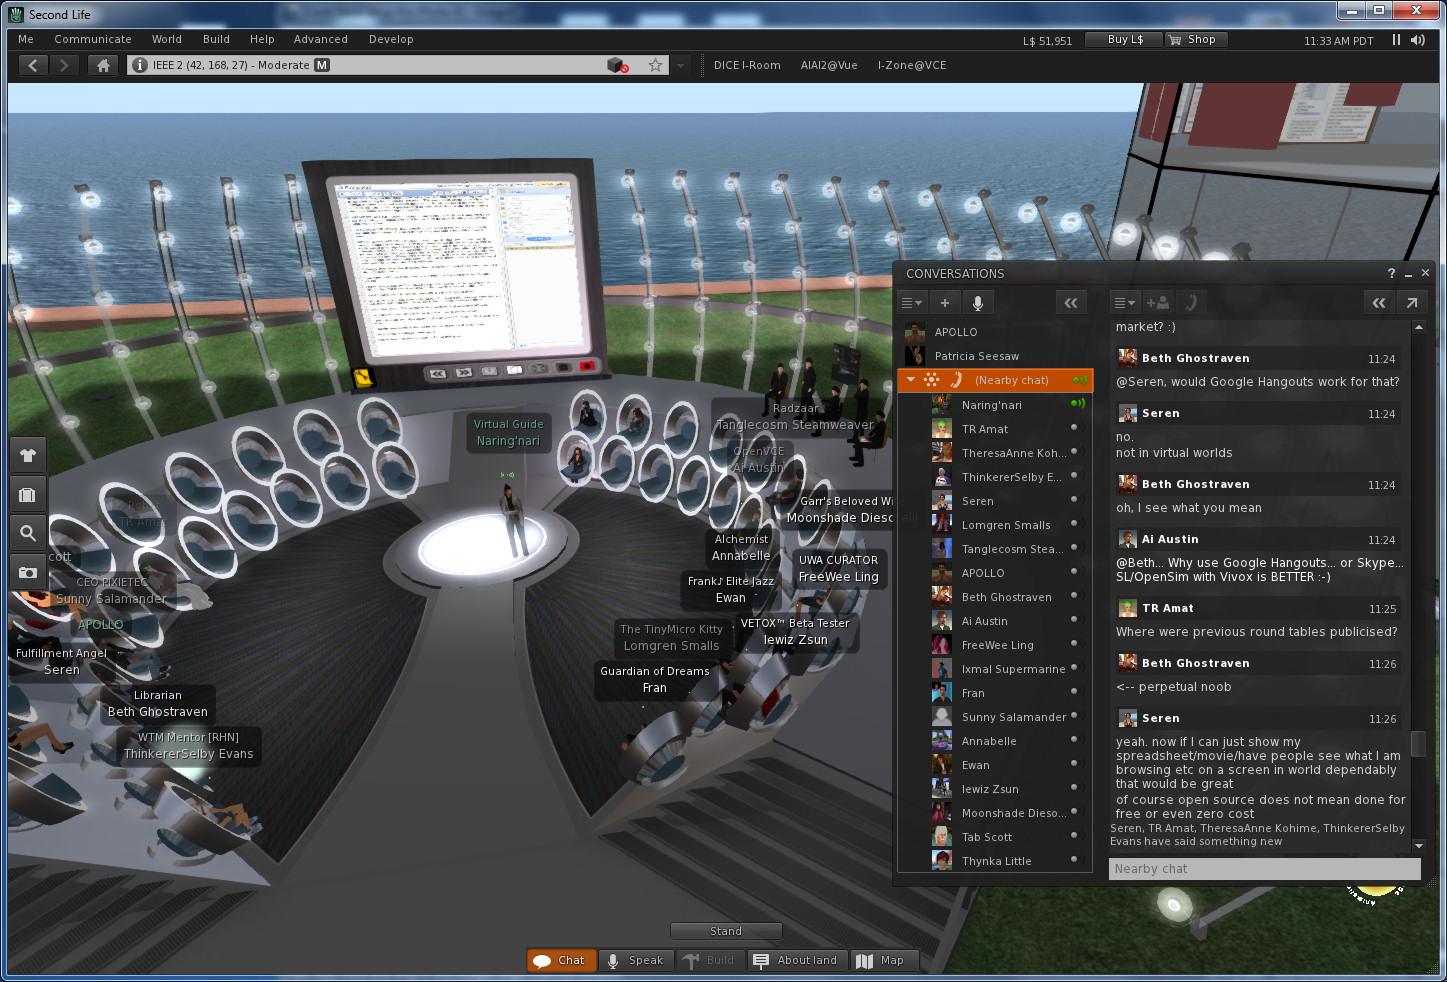 Second Life
Me Communicate World Build Help Advanced Develop
L$ 51,951 Buy L$ Shop 11:33 AM PDT
IEEE 2 (42, 168, 27) - Moderate M
DICE I-Room AIAI2@Vue I-Zone@VCE
CONVERSATIONS
APOLLO
Patricia Seesaw
(Nearby chat)
Naring'nari
TR Amat
TheresaAnne Koh...
ThinkererSelby E...
Seren
Lomgren Smalls
Tanglecosm Stea...
APOLLO
Beth Ghostraven
Ai Austin
FreeWee Ling
Ixmal Supermarine
Fran
Sunny Salamander
Annabelle
Ewan
lewiz Zsun
Moonshade Dieso...
Tab Scott
Thynka Little
market? :)
Beth Ghostraven 11:24
@Seren, would Google Hangouts work for that?
Seren 11:24
no.
not in virtual worlds
Beth Ghostraven 11:24
oh, I see what you mean
Ai Austin 11:24
@Beth... Why use Google Hangouts... or Skype...
SL/OpenSim with Vivox is BETTER :-)
TR Amat 11:25
Where were previous round tables publicised?
Beth Ghostraven 11:26
<-- perpetual noob
Seren 11:26
yeah. now if I can just show my
spreadsheet/movie/have people see what I am
browsing etc on a screen in world dependably
that would be great
of course open source does not mean done for
free or even zero cost
Seren, TR Amat, TheresaAnne Kohime, ThinkererSelby
Evans have said something new
Nearby chat
Virtual Guide
Naring'nari
Radzaar
Tanglecosm Steamweaver
OpenVCE
Ai Austin
Garr's Beloved
Moonshade
Alchemist
Annabelle
UWA CURATOR
FreeWee Ling
Frank♪ Elite Jazz
Ewan
VETOX™ Beta Tester
lewiz Zsun
The TinyMicro Kitty
Lomgren Smalls
Guardian of Dreams
Fran
TR Amat
cott
CEO PIXIETEC
Sunny Salamander
APOLLO
Fulfillment Angel
Seren
Librarian
Beth Ghostraven
WTM Mentor [RHN]
ThinkererSelby Evans
Stand
Chat Speak Build About land Map